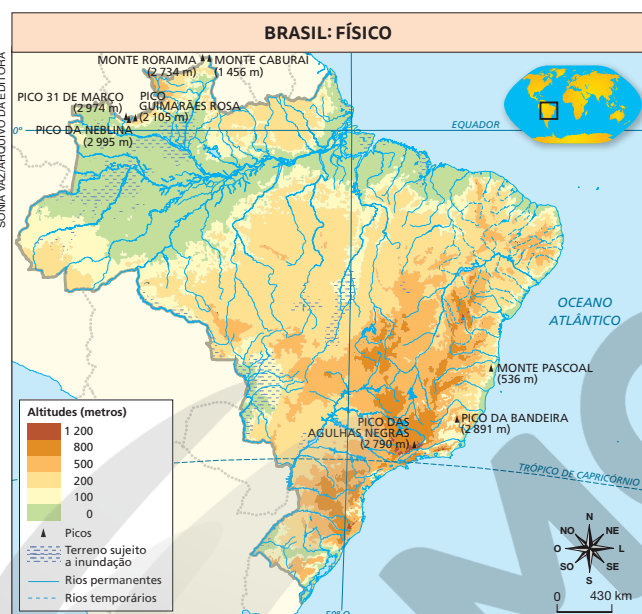 BRASIL: FÍSICO
SONIA VAZ/ARQUIVO DA EDITORA
MONTE RORAIMA
(2 734 m)
MONTE CABURAÍ
(1 456 m)
PICO 31 DE MARÇO
(2 974 m)
PICO
GUIMARÃES ROSA
(2 105 m)
0°
PICO DA NEBLINA
(2 995 m)
EQUADOR
OCEANO
ATLÂNTICO
MONTE PASCOAL
(536 m)
PICO DA BANDEIRA
(2 891 m)
PICO DAS
AGULHAS NEGRAS
(2 790 m)
TRÓPICO DE CAPRICÓRNIO
Altitudes (metros)
1 200
800
500
200
100
0
Picos
Terreno sujeito
a inundação
Rios permanentes
Rios temporários
N
NO
NE
O
L
SO
SE
S
0
430 km
50° O